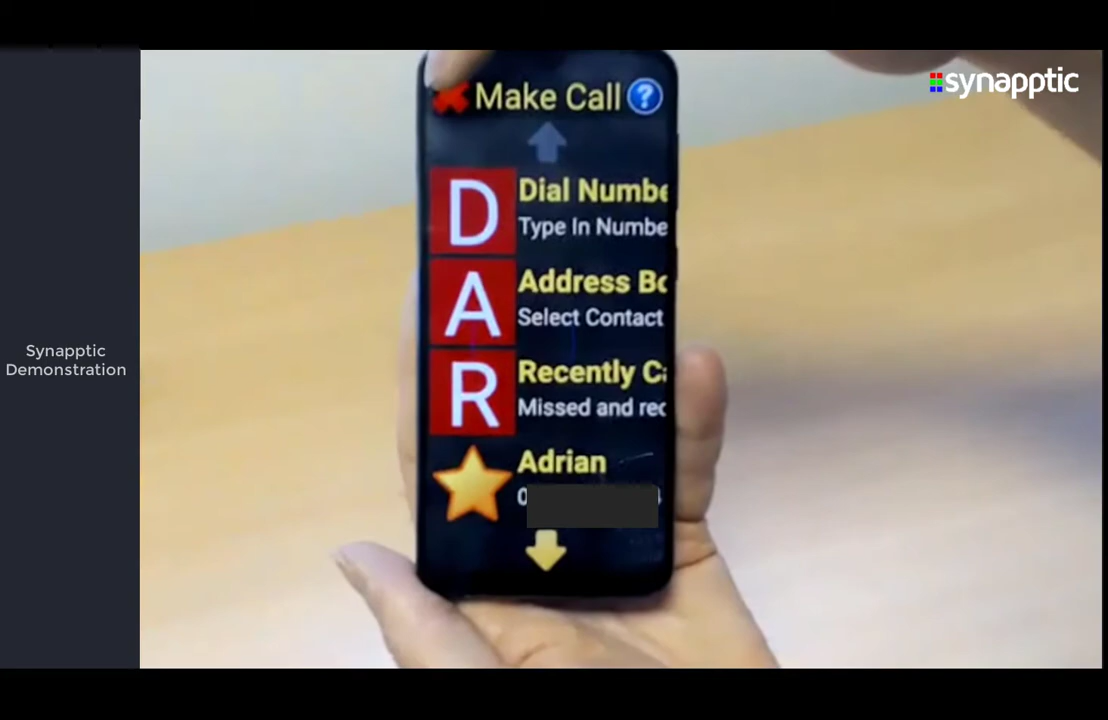 synapptic
Make Call ?
D Dial Numbe
Type In Numbe
A Address Bo
Select Contact
R Recently Ca
Missed and rec
Adrian
Synapptic
Demonstration